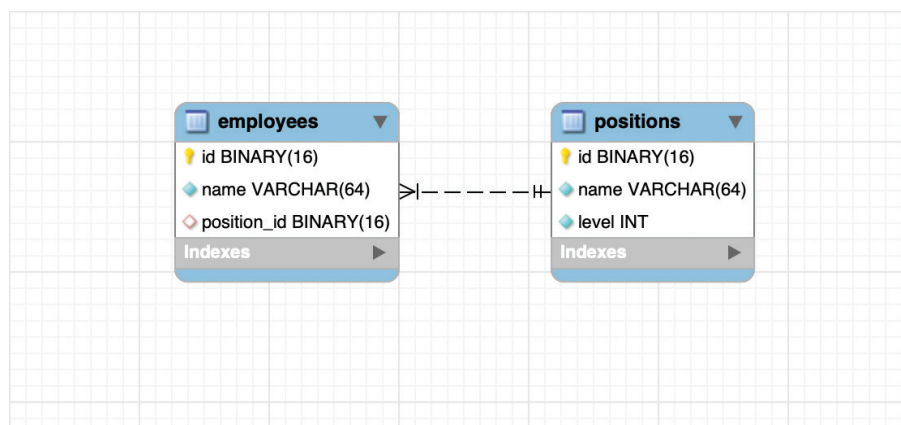 employees
id BINARY(16)
name VARCHAR(64)
position_id BINARY(16)
Indexes
positions
id BINARY(16)
name VARCHAR(64)
level INT
Indexes